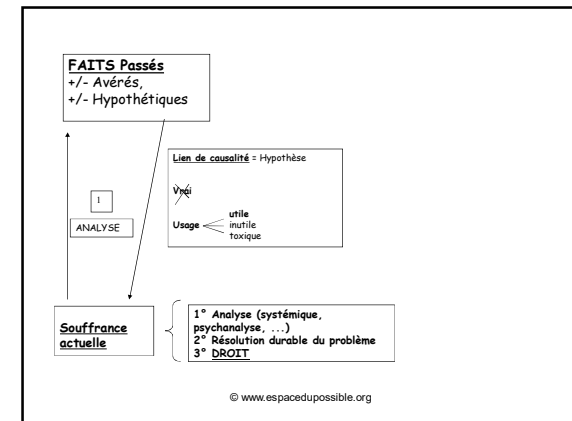 FAITS Passés
+/- Avérés,
+/- Hypothétiques
Lien de causalité = Hypothèse
Vrai
1
utile
Usage inutile
toxique
ANALYSE
Souffrance
actuelle
1° Analyse (systémique,
psychanalyse, ...)
2° Résolution durable du problème
3° DROIT
© www.espacedupossible.org